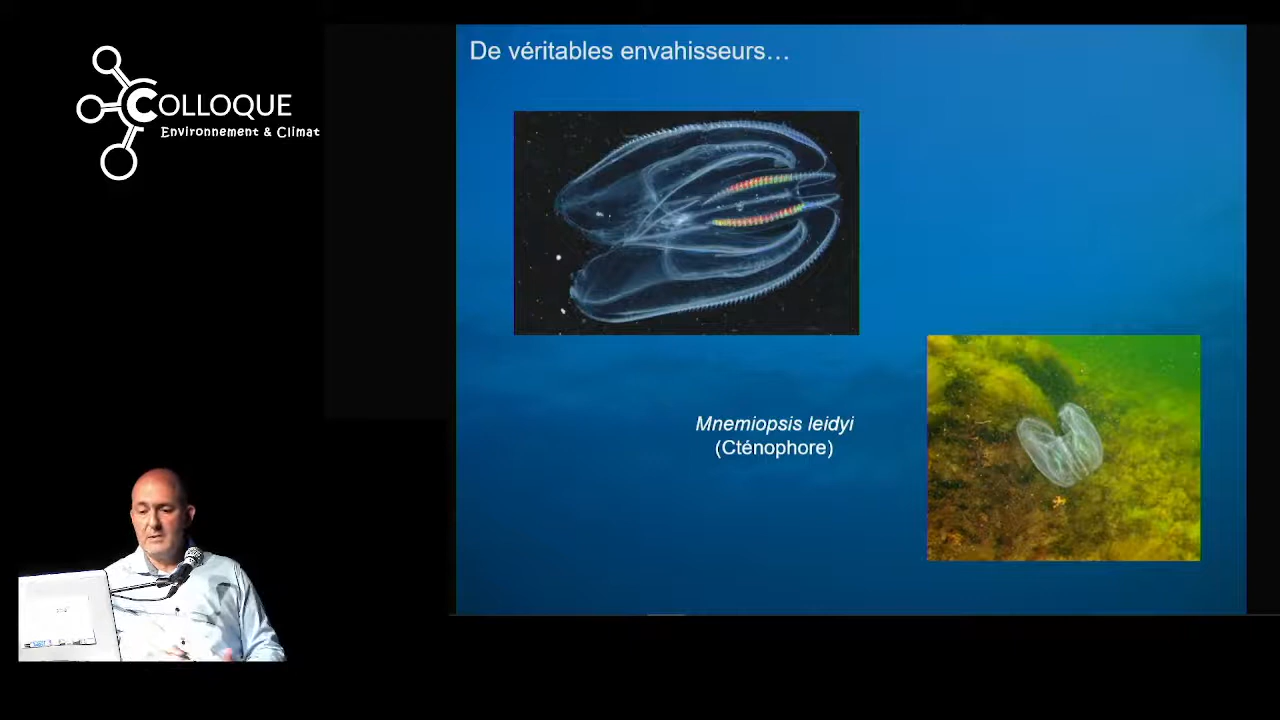 COLLOQUE
Environnement & Climat
De véritables envahisseurs…
Mnemiopsis leidyi
(Cténophore)